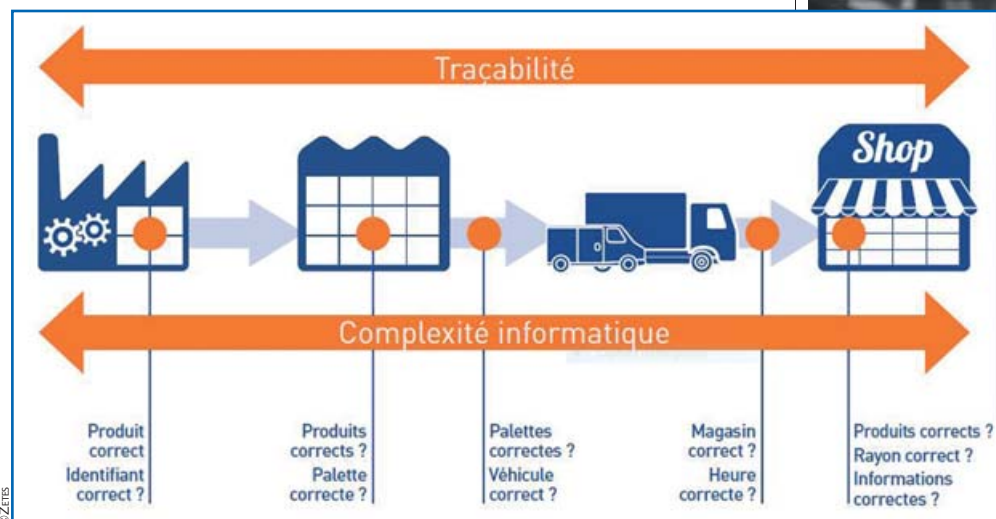 Traçabilité
Shop
Complexité informatique
Produit
correct
Identifiant
correct ?
Produits
corrects ?
Palette
correcte ?
Palettes
correctes ?
Véhicule
correct ?
Magasin
correct ?
Heure
correcte ?
Produits corrects ?
Rayon correct ?
Informations
correctes ?
©ZETES